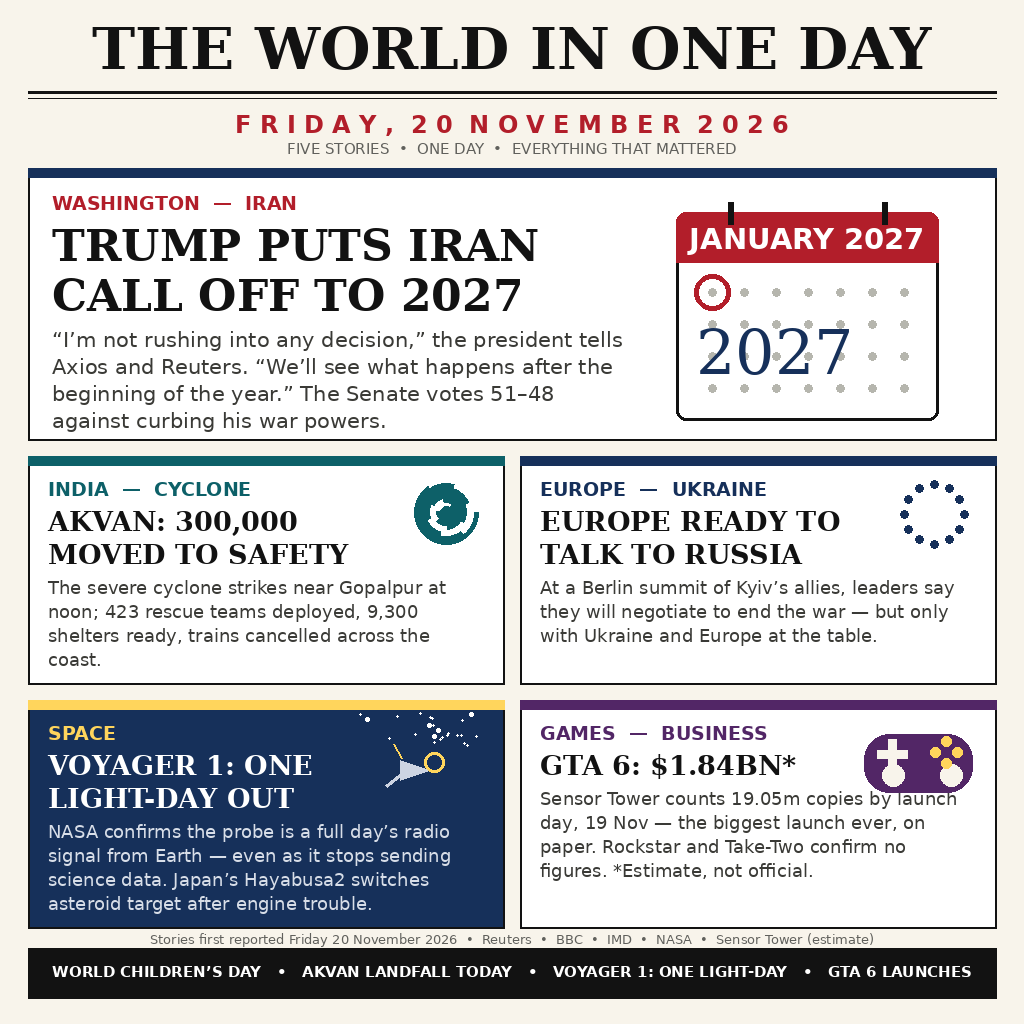 THE WORLD IN ONE DAY
FRIDAY, 20 NOVEMBER 2026
FIVE STORIES • ONE DAY • EVERYTHING THAT MATTERED
WASHINGTON — IRAN
TRUMP PUTS IRAN
CALL OFF TO 2027
“I’m not rushing into any decision,” the president tells
Axios and Reuters. “We’ll see what happens after the
beginning of the year.” The Senate votes 51–48
against curbing his war powers.
JANUARY 2027
2027
INDIA — CYCLONE
AKVAN: 300,000
MOVED TO SAFETY
The severe cyclone strikes near Gopalpur at
noon; 423 rescue teams deployed, 9,300
shelters ready, trains cancelled across the
coast.
EUROPE — UKRAINE
EUROPE READY TO
TALK TO RUSSIA
At a Berlin summit of Kyiv’s allies, leaders say
they will negotiate to end the war — but only
with Ukraine and Europe at the table.
SPACE
VOYAGER 1: ONE
LIGHT-DAY OUT
NASA confirms the probe is a full day’s radio
signal from Earth — even as it stops sending
science data. Japan’s Hayabusa2 switches
asteroid target after engine trouble.
GAMES — BUSINESS
GTA 6: $1.84BN*
Sensor Tower counts 19.05m copies by launch
day, 19 Nov — the biggest launch ever, on
paper. Rockstar and Take-Two confirm no
figures. *Estimate, not official.
Stories first reported Friday 20 November 2026 • Reuters • BBC • IMD • NASA • Sensor Tower (estimate)
WORLD CHILDREN’S DAY • AKVAN LANDFALL TODAY • VOYAGER 1: ONE LIGHT-DAY • GTA 6 LAUNCHES